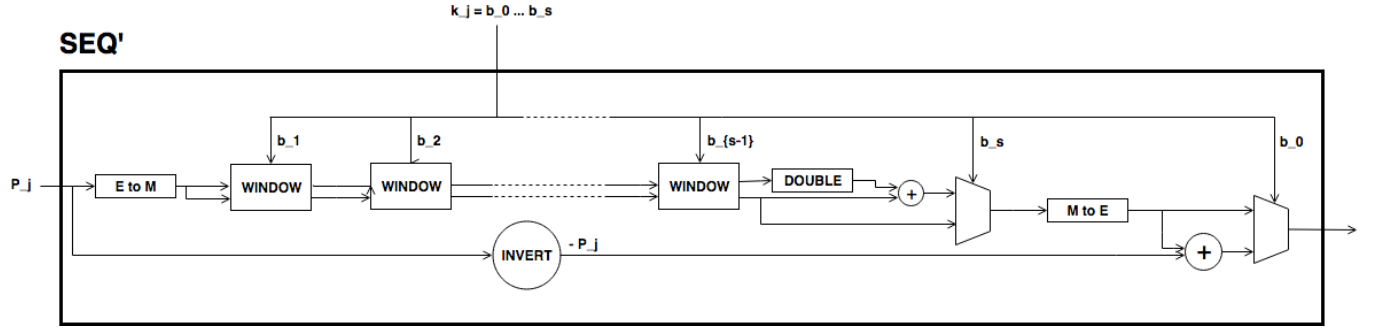 k_j = b_0 ... b_s
SEQ'
b_1
b_2
b_{s-1}
b_s
b_0
P_j
E to M
WINDOW
WINDOW
WINDOW
DOUBLE
+
M to E
INVERT
- P_j
+